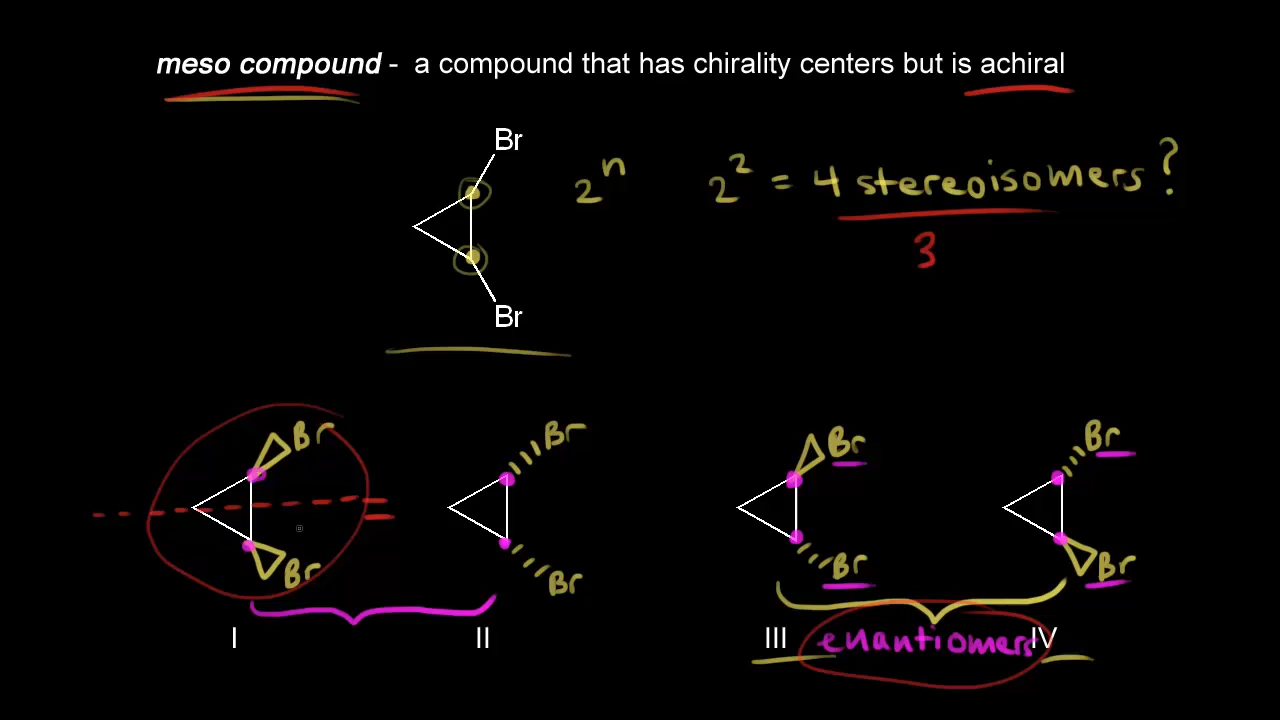 meso compound - a compound that has chirality centers but is achiral
Br
2^n 2^2 = 4 stereoisomers ?
3
Br
Br Br Br Br
Br Br Br Br
I II III enantiomers IV